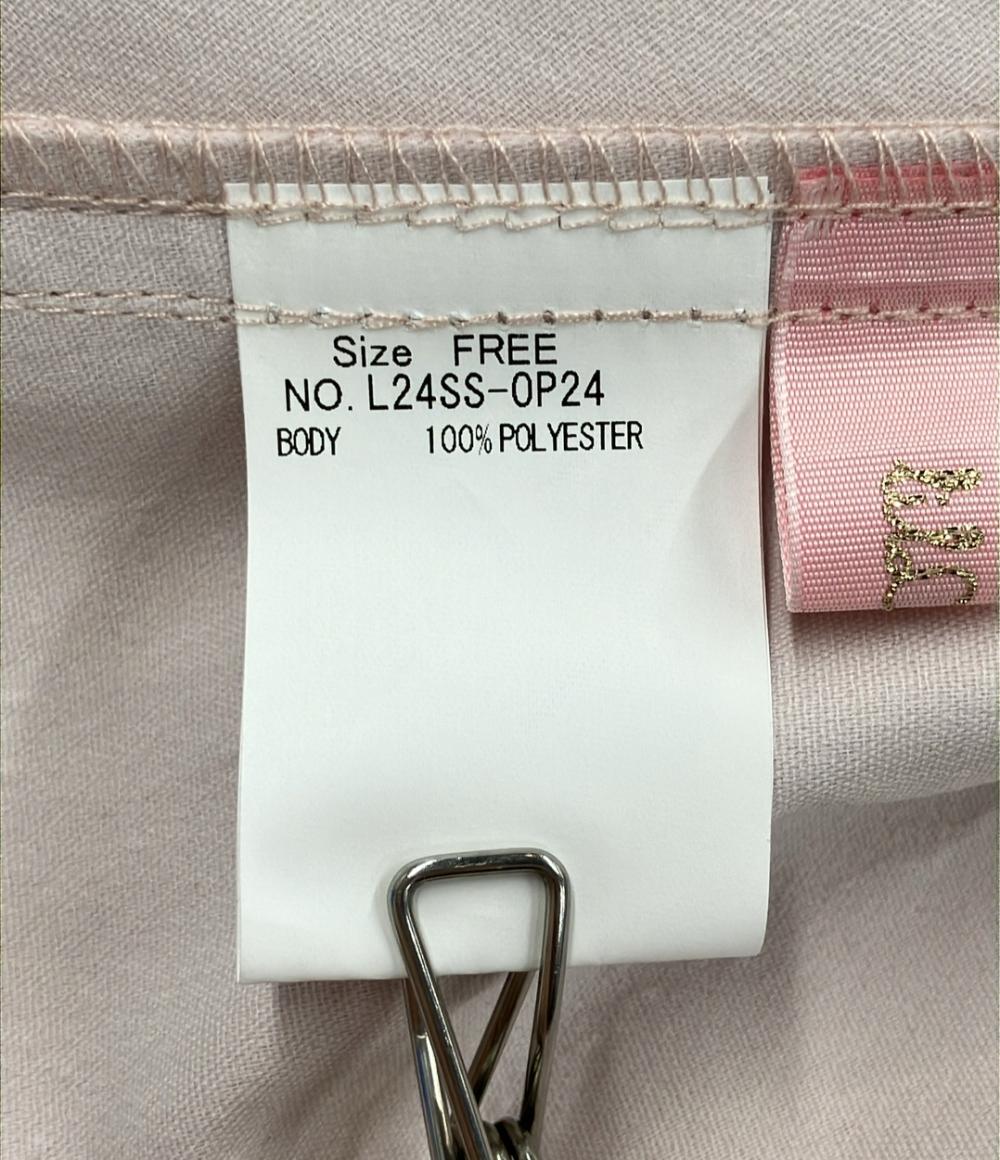 Size FREE
NO. L24SS-OP24
BODY 100% POLYESTER